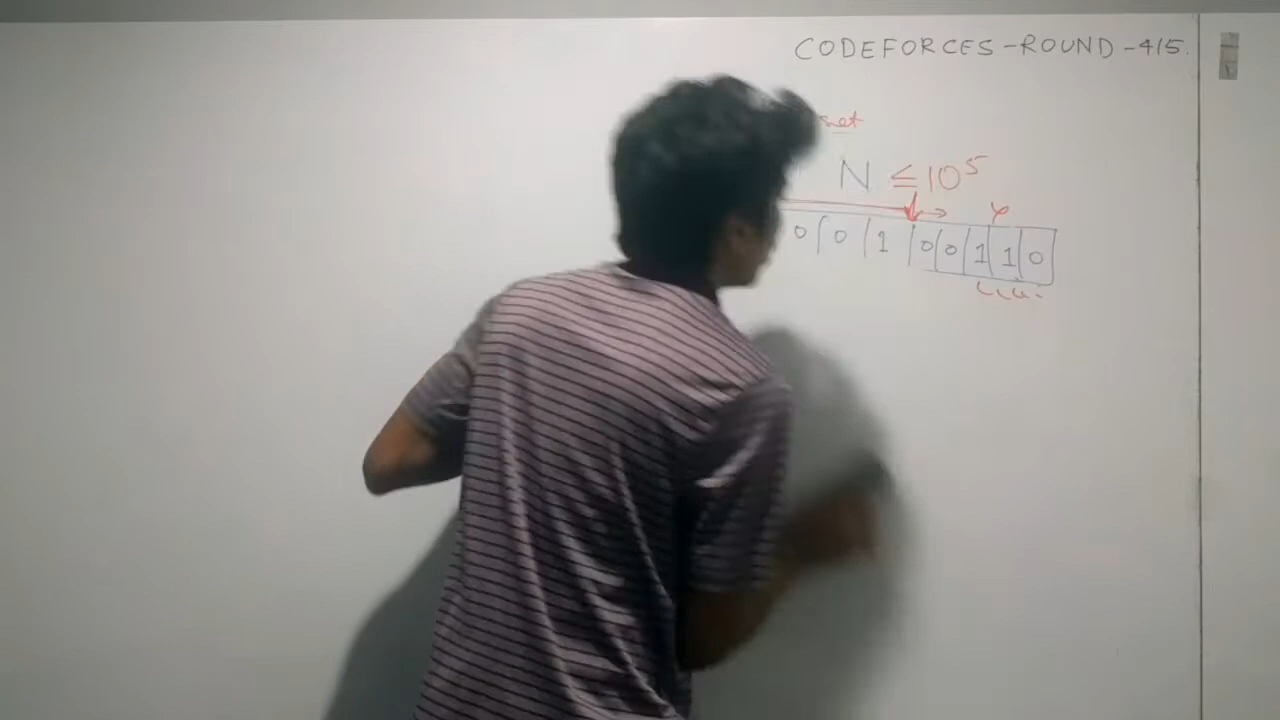 CODEFORCES-ROUND-415.
N ≤ 10^5
0 0 1 0 0 1 1 0